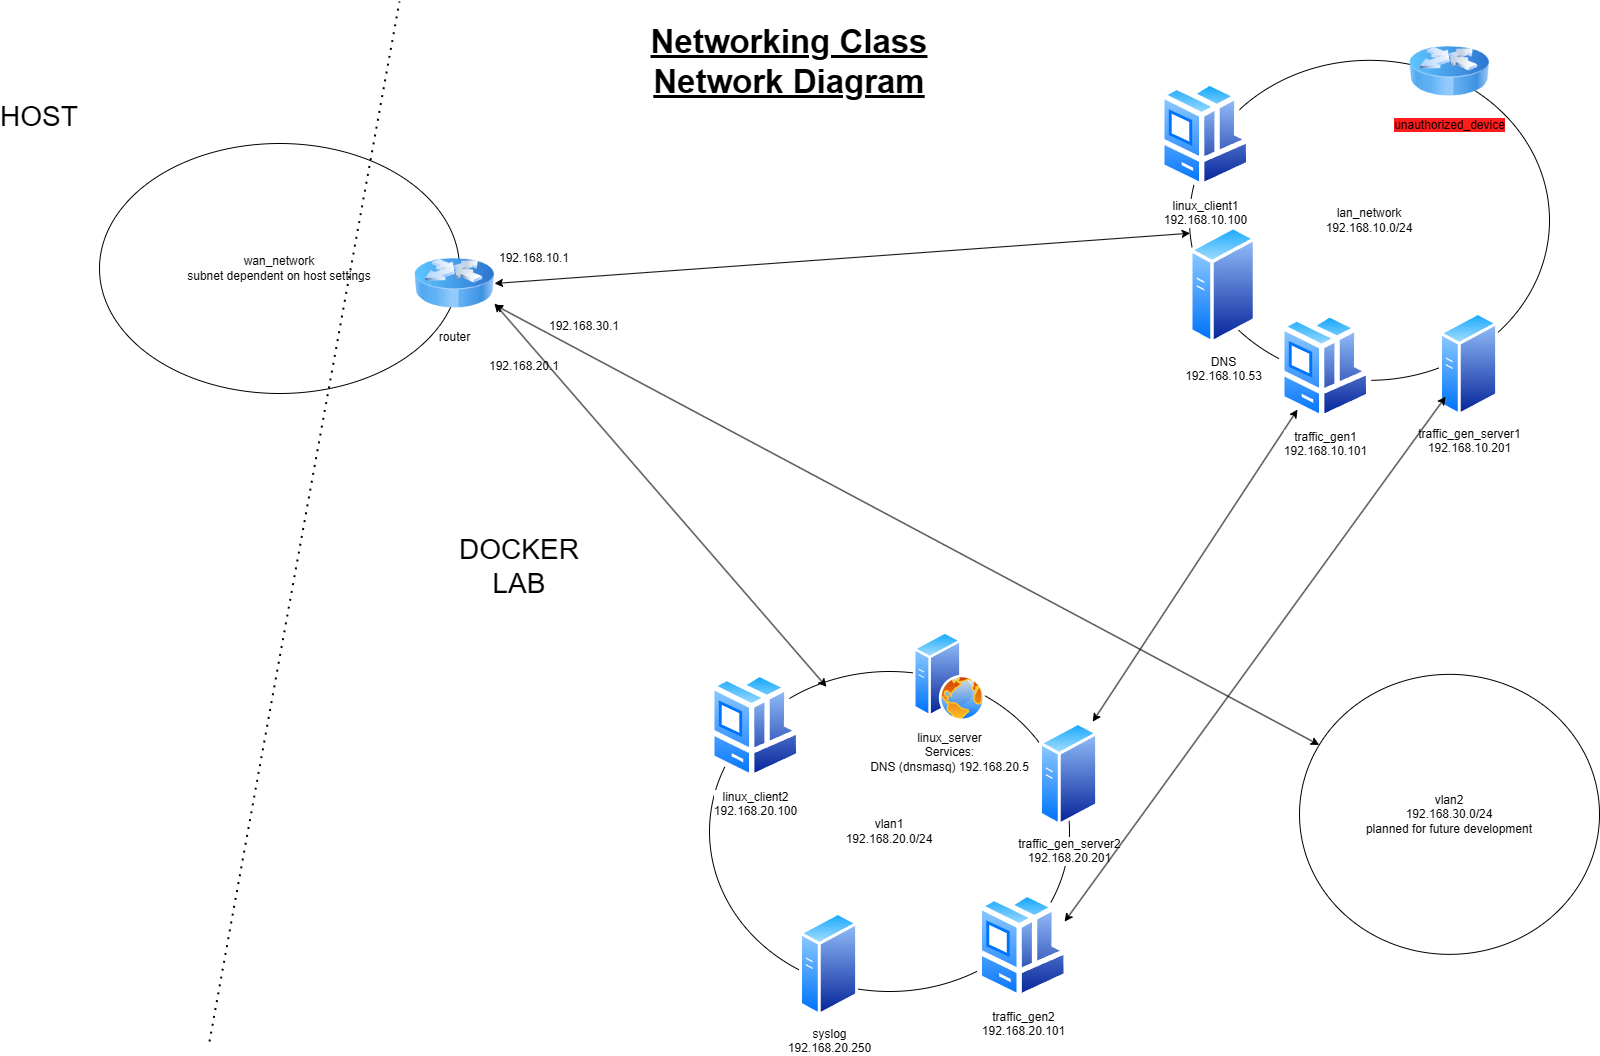 Networking Class
Network Diagram
HOST
unauthorized_device
linux_client1
192.168.10.100
lan_network
192.168.10.0/24
wan_network
subnet dependent on host settings
192.168.10.1
router
192.168.30.1
192.168.20.1
DNS
192.168.10.53
traffic_gen1
192.168.10.101
traffic_gen_server1
192.168.10.201
DOCKER
LAB
linux_server
Services:
DNS (dnsmasq) 192.168.20.5
linux_client2
192.168.20.100
vlan1
192.168.20.0/24
traffic_gen_server2
192.168.20.201
vlan2
192.168.30.0/24
planned for future development
traffic_gen2
192.168.20.101
syslog
192.168.20.250